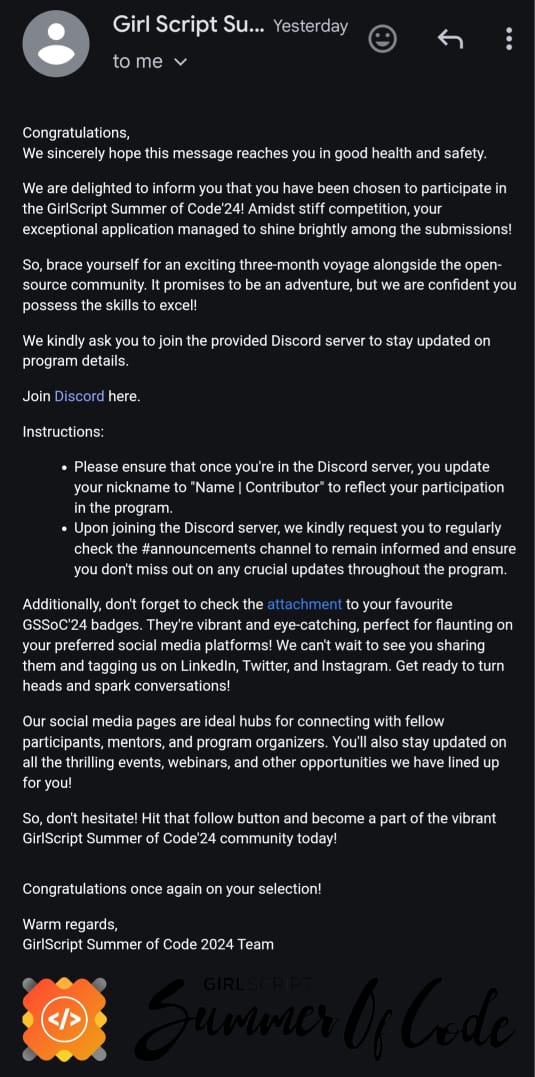 Girl Script Su... Yesterday
to me
Congratulations,
We sincerely hope this message reaches you in good health and safety.
We are delighted to inform you that you have been chosen to participate in
the GirlScript Summer of Code'24! Amidst stiff competition, your
exceptional application managed to shine brightly among the submissions!
So, brace yourself for an exciting three-month voyage alongside the open-
source community. It promises to be an adventure, but we are confident you
possess the skills to excel!
We kindly ask you to join the provided Discord server to stay updated on
program details.
Join Discord here.
Instructions:
• Please ensure that once you're in the Discord server, you update
your nickname to "Name | Contributor" to reflect your participation
in the program.
• Upon joining the Discord server, we kindly request you to regularly
check the #announcements channel to remain informed and ensure
you don't miss out on any crucial updates throughout the program.
Additionally, don't forget to check the attachment to your favourite
GSSoC'24 badges. They're vibrant and eye-catching, perfect for flaunting on
your preferred social media platforms! We can't wait to see you sharing
them and tagging us on LinkedIn, Twitter, and Instagram. Get ready to turn
heads and spark conversations!
Our social media pages are ideal hubs for connecting with fellow
participants, mentors, and program organizers. You'll also stay updated on
all the thrilling events, webinars, and other opportunities we have lined up
for you!
So, don't hesitate! Hit that follow button and become a part of the vibrant
GirlScript Summer of Code'24 community today!
Congratulations once again on your selection!
Warm regards,
GirlScript Summer of Code 2024 Team
GIRLSCRIPT
</> Summer Of Code